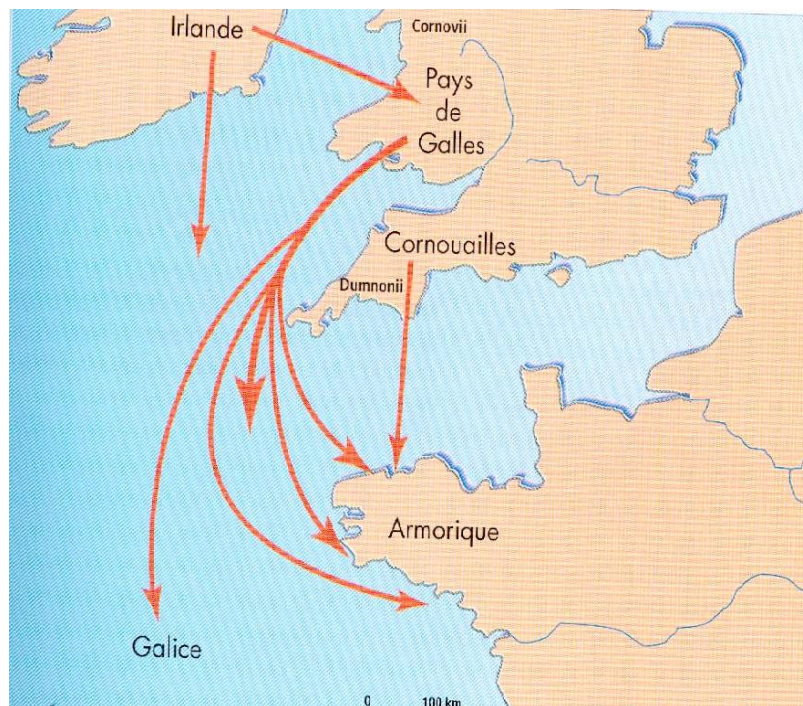 Irlande
Cornovii
Pays
de
Galles
Cornouailles
Dumnonii
Armorique
Galice
0 100 km